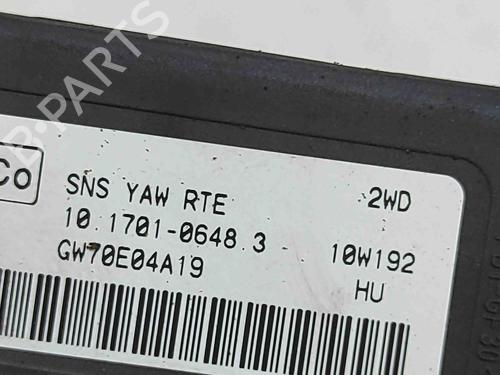 Co
SNS YAW RTE 2WD
10.1701-0648.3 10W192
GW70E04A19 HU
B-PARTS